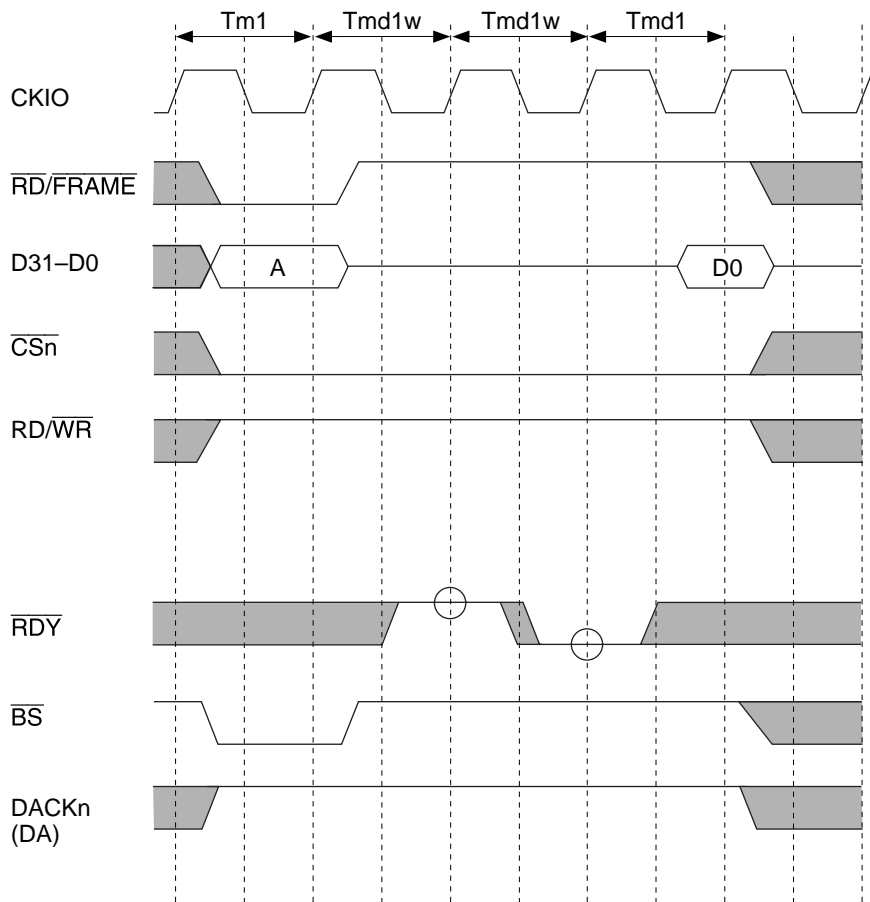 Tm1 Tmd1w Tmd1w Tmd1
CKIO
RD/FRAME
D31–D0 A D0
CSn
RD/WR
RDY
BS
DACKn
(DA)